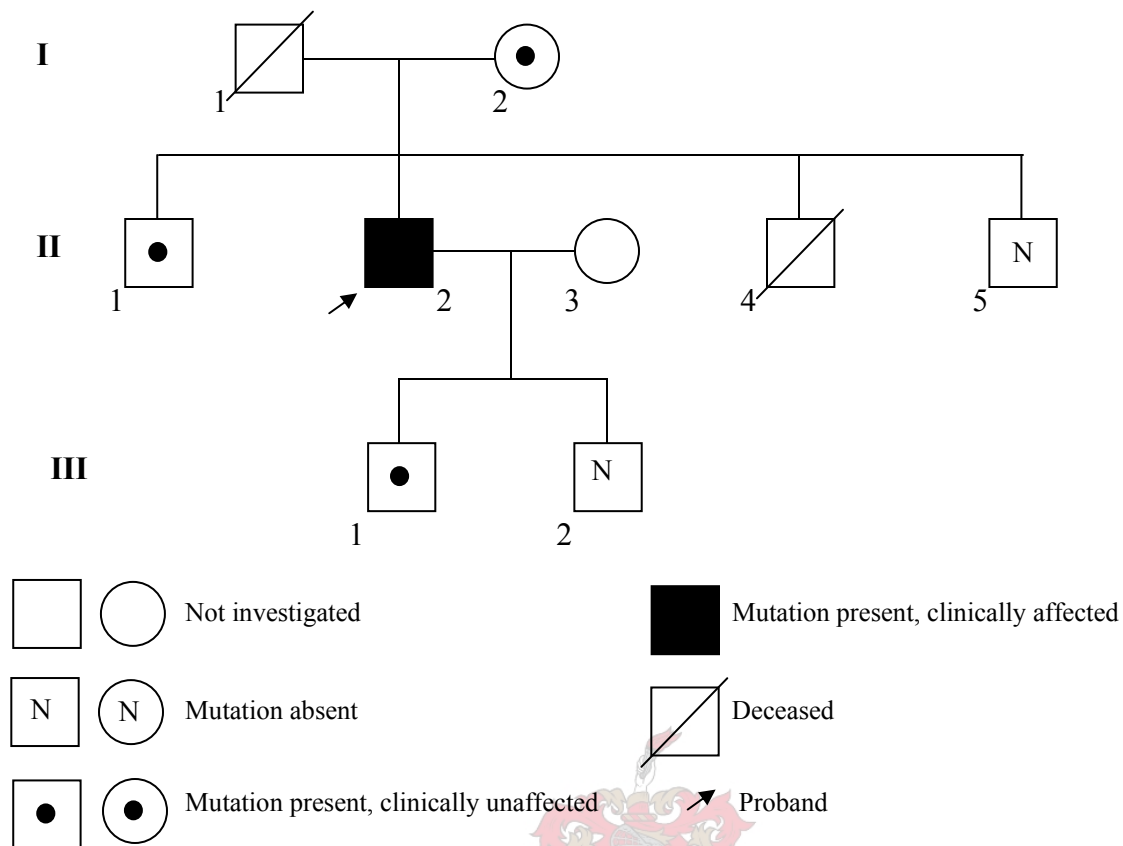 I
1
2
II
N
1
2
3
4
5
III
N
1
2
Not investigated
Mutation present, clinically affected
N
N
Mutation absent
Deceased
Mutation present, clinically unaffected
Proband